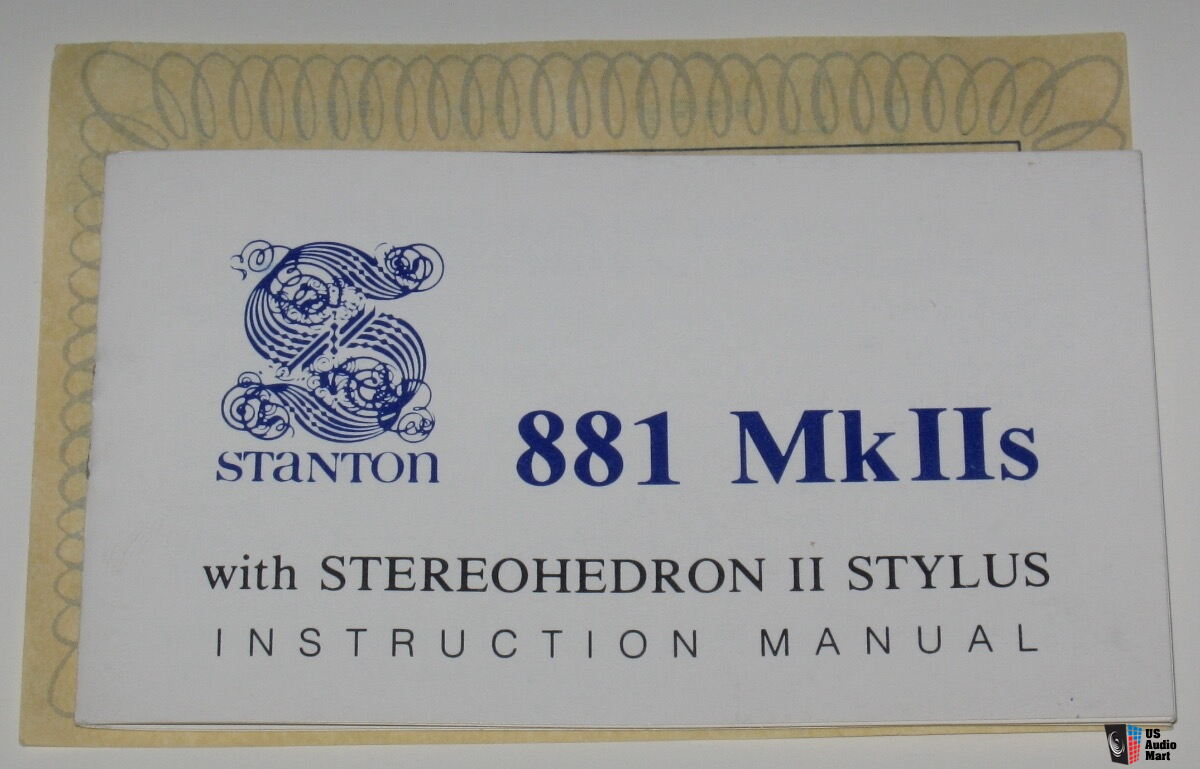 STANTON
881 MkIIs
with STEREOHEDRON II STYLUS
INSTRUCTION MANUAL
US
Audio
Mart